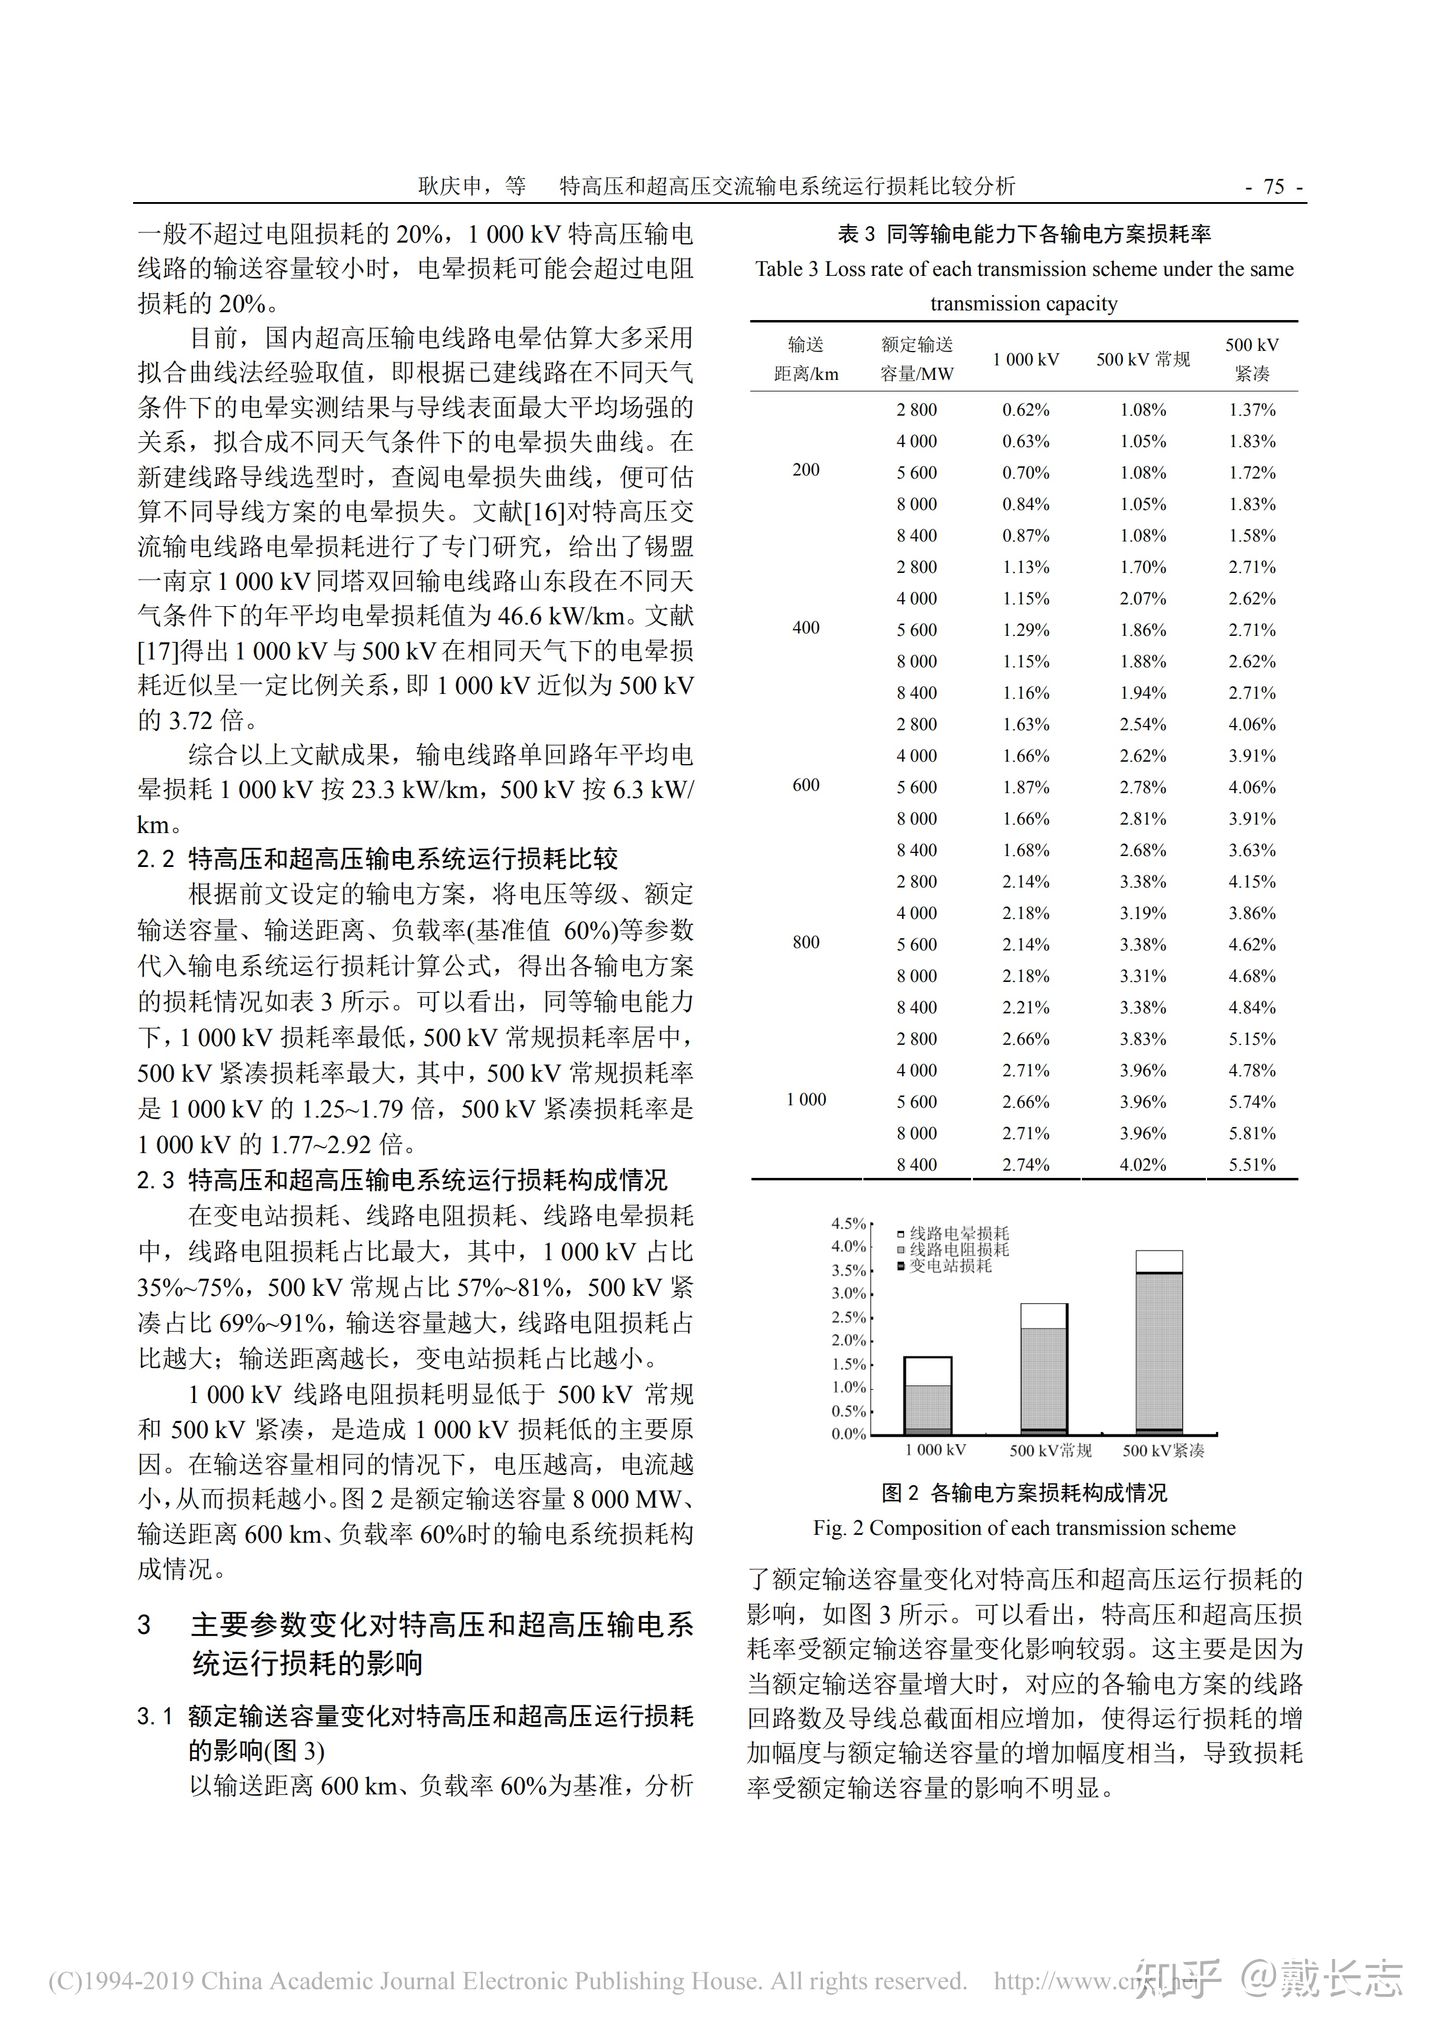 耿庆申，等 特高压和超高压交流输电系统运行损耗比较分析 - 75 -
一般不超过电阻损耗的 20%，1 000 kV 特高压输电
线路的输送容量较小时，电晕损耗可能会超过电阻
损耗的 20%。
目前，国内超高压输电线路电晕估算大多采用
拟合曲线法经验取值，即根据已建线路在不同天气
条件下的电晕实测结果与导线表面最大平均场强的
关系，拟合成不同天气条件下的电晕损失曲线。在
新建线路导线选型时，查阅电晕损失曲线，便可估
算不同导线方案的电晕损失。文献[16]对特高压交
流输电线路电晕损耗进行了专门研究，给出了锡盟
—南京 1 000 kV 同塔双回输电线路山东段在不同天
气条件下的年平均电晕损耗值为 46.6 kW/km。文献
[17]得出 1 000 kV 与 500 kV 在相同天气下的电晕损
耗近似呈一定比例关系，即 1 000 kV 近似为 500 kV
的 3.72 倍。
综合以上文献成果，输电线路单回路年平均电
晕损耗 1 000 kV 按 23.3 kW/km，500 kV 按 6.3 kW/
km。
2.2 特高压和超高压输电系统运行损耗比较
根据前文设定的输电方案，将电压等级、额定
输送容量、输送距离、负载率(基准值 60%)等参数
代入输电系统运行损耗计算公式，得出各输电方案
的损耗情况如表 3 所示。可以看出，同等输电能力
下，1 000 kV 损耗率最低，500 kV 常规损耗率居中，
500 kV 紧凑损耗率最大，其中，500 kV 常规损耗率
是 1 000 kV 的 1.25~1.79 倍，500 kV 紧凑损耗率是
1 000 kV 的 1.77~2.92 倍。
2.3 特高压和超高压输电系统运行损耗构成情况
在变电站损耗、线路电阻损耗、线路电晕损耗
中，线路电阻损耗占比最大，其中，1 000 kV 占比
35%~75%，500 kV 常规占比 57%~81%，500 kV 紧
凑占比 69%~91%，输送容量越大，线路电阻损耗占
比越大；输送距离越长，变电站损耗占比越小。
1 000 kV 线路电阻损耗明显低于 500 kV 常规
和 500 kV 紧凑，是造成 1 000 kV 损耗低的主要原
因。在输送容量相同的情况下，电压越高，电流越
小，从而损耗越小。图 2 是额定输送容量 8 000 MW、
输送距离 600 km、负载率 60%时的输电系统损耗构
成情况。
3 主要参数变化对特高压和超高压输电系
统运行损耗的影响
3.1 额定输送容量变化对特高压和超高压运行损耗
的影响(图 3)
以输送距离 600 km、负载率 60%为基准，分析
表 3 同等输电能力下各输电方案损耗率
Table 3 Loss rate of each transmission scheme under the same
transmission capacity
输送 额定输送 1 000 kV 500 kV 常规 500 kV
距离/km 容量/MW 紧凑
2 800 0.62% 1.08% 1.37%
4 000 0.63% 1.05% 1.83%
200 5 600 0.70% 1.08% 1.72%
8 000 0.84% 1.05% 1.83%
8 400 0.87% 1.08% 1.58%
2 800 1.13% 1.70% 2.71%
4 000 1.15% 2.07% 2.62%
400 5 600 1.29% 1.86% 2.71%
8 000 1.15% 1.88% 2.62%
8 400 1.16% 1.94% 2.71%
2 800 1.63% 2.54% 4.06%
4 000 1.66% 2.62% 3.91%
600 5 600 1.87% 2.78% 4.06%
8 000 1.66% 2.81% 3.91%
8 400 1.68% 2.68% 3.63%
2 800 2.14% 3.38% 4.15%
4 000 2.18% 3.19% 3.86%
800 5 600 2.14% 3.38% 4.62%
8 000 2.18% 3.31% 4.68%
8 400 2.21% 3.38% 4.84%
2 800 2.66% 3.83% 5.15%
4 000 2.71% 3.96% 4.78%
1 000 5 600 2.66% 3.96% 5.74%
8 000 2.71% 3.96% 5.81%
8 400 2.74% 4.02% 5.51%
4.5%
4.0%
3.5%
3.0%
2.5%
2.0%
1.5%
1.0%
0.5%
0.0%
线路电晕损耗
线路电阻损耗
变电站损耗
1 000 kV 500 kV常规 500 kV紧凑
图 2 各输电方案损耗构成情况
Fig. 2 Composition of each transmission scheme
了额定输送容量变化对特高压和超高压运行损耗的
影响，如图 3 所示。可以看出，特高压和超高压损
耗率受额定输送容量变化影响较弱。这主要是因为
当额定输送容量增大时，对应的各输电方案的线路
回路数及导线总截面相应增加，使得运行损耗的增
加幅度与额定输送容量的增加幅度相当，导致损耗
率受额定输送容量的影响不明显。
(C)1994-2019 China Academic Journal Electronic Publishing House. All rights reserved. http://www.cnki.net
知乎 @戴长志